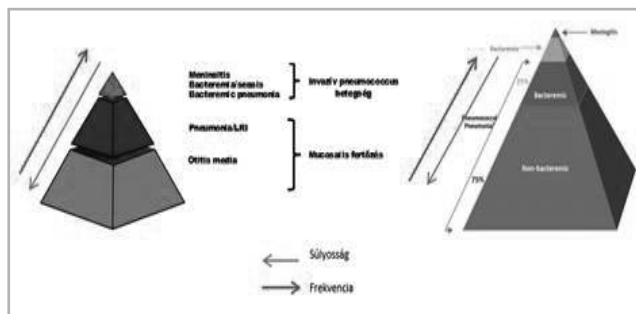 Meningitis
Bacteremia/sepsis
Bacteremic pneumonia
Invazív pneumococcus
betegség
Pneumonia/LRI
Otitis media
Mucosalis fertőzés
Meningitis
Bacteremia
25%
Bacteremic
Pneumococcal
Pneumonia
Non-bacteremic
75%
Súlyosság
Frekvencia